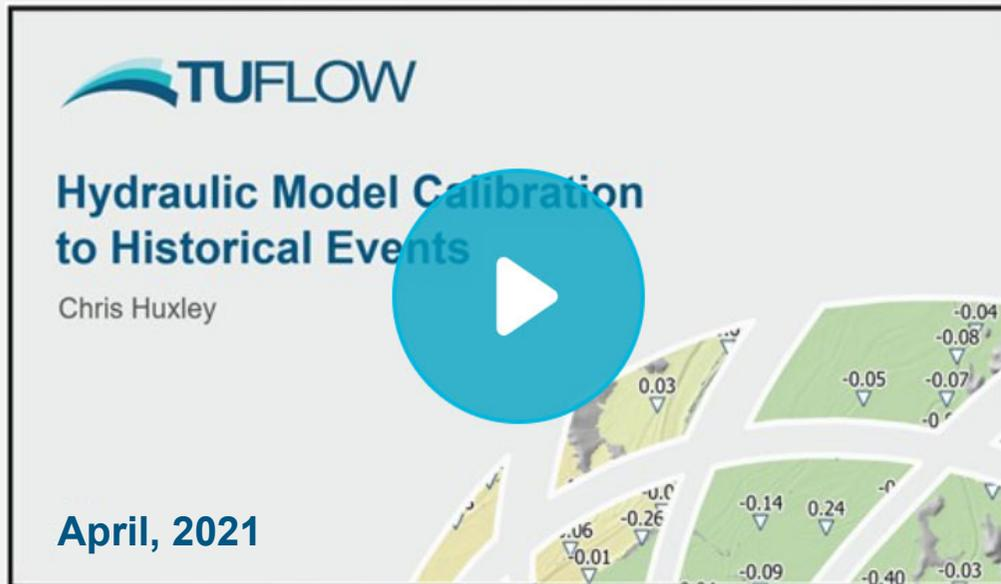 TUFLOW
Hydraulic Model Calibration
to Historical Events
Chris Huxley
-0.04
-0.08
0.03
-0.05
-0.07
-0.14
0.24
-0.26
-0.01
-0.09
-0.40
-0.03
April, 2021